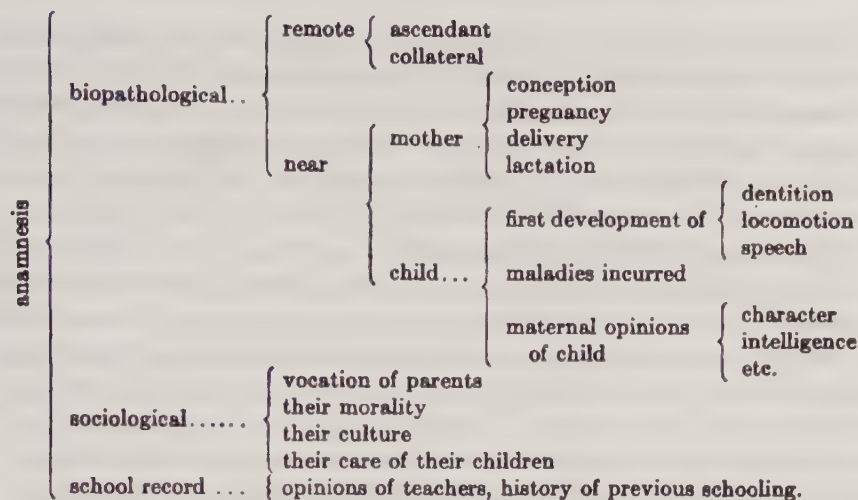 anamnesis
biopathological..
remote
ascendant
collateral
near
mother
conception
pregnancy
delivery
lactation
child...
first development of
dentition
locomotion
speech
maladies incurred
maternal opinions
of child
character
intelligence
etc.
sociological......
vocation of parents
their morality
their culture
their care of their children
school record ...
opinions of teachers, history of previous schooling.